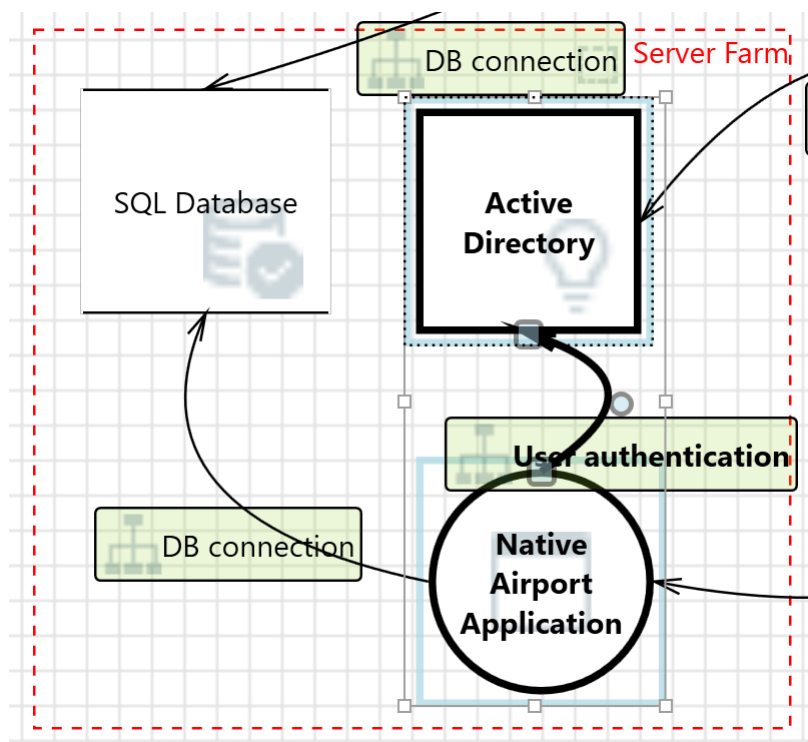 DB connection
Server Farm
SQL Database
Active
Directory
User authentication
DB connection
Native
Airport
Application